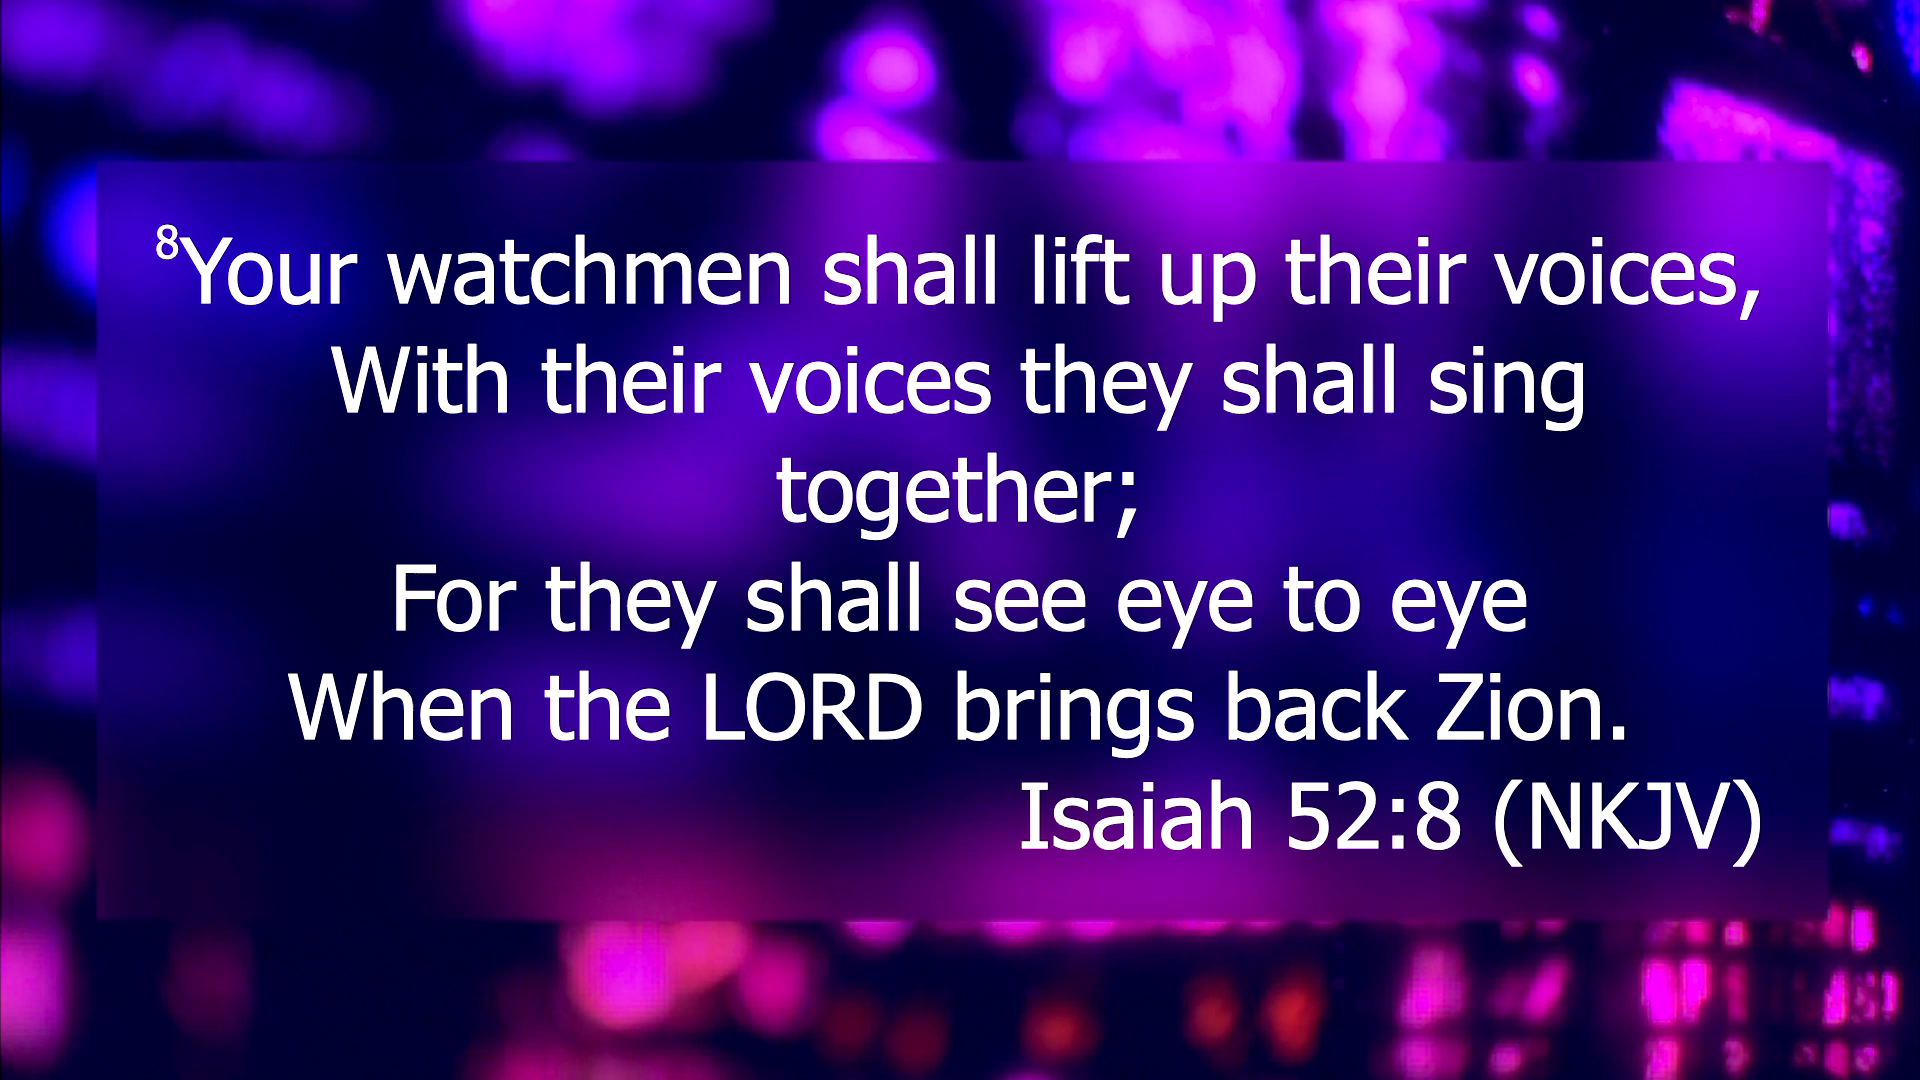 ⁸Your watchmen shall lift up their voices,
With their voices they shall sing
together;
For they shall see eye to eye
When the LORD brings back Zion.
Isaiah 52:8 (NKJV)